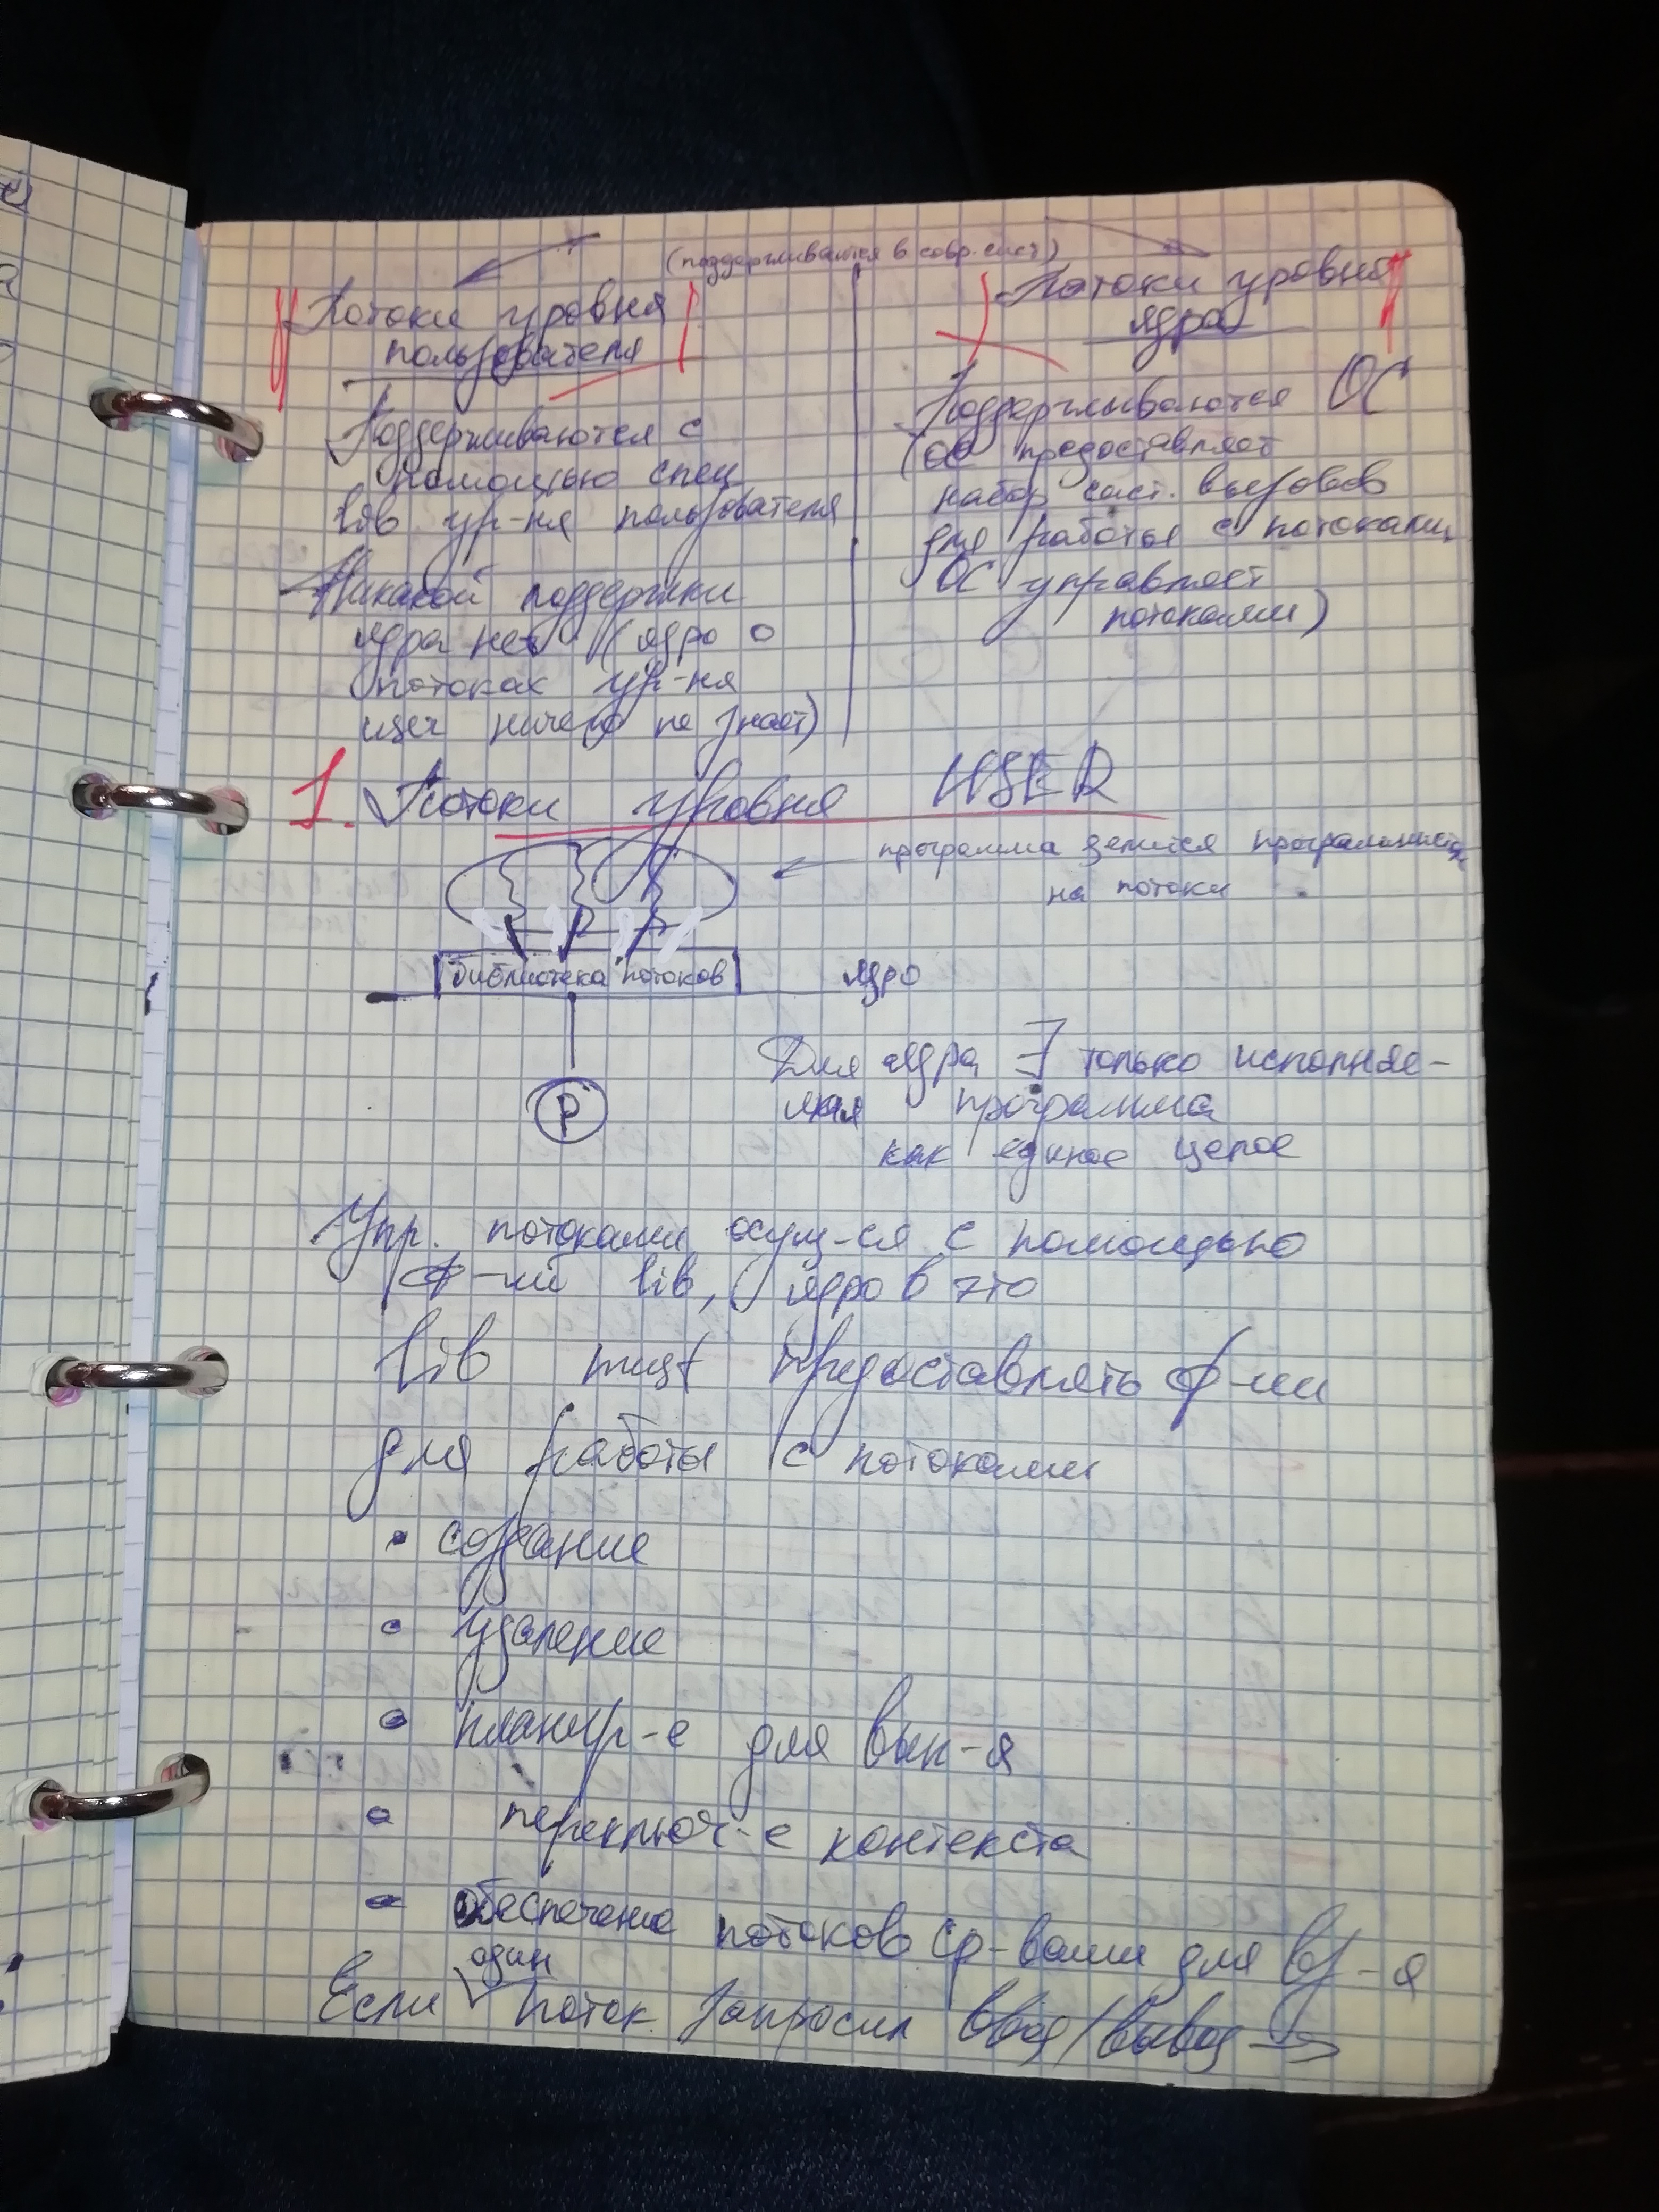 (поддерживаются в совр. сист)
Потоки уровня
пользователя
Поддерживаются с
помощью спец
lib ур-ня пользователя
Никакой поддержки
ядра нет (ядро о
потоках ур-ня
user ничего не знает)
Потоки уровня
ядра
Поддерживаются ОС
(ОС предоставляет
набор сист. вызовов
для работы с потоками,
ОС управляет
потоками)
1. Потоки уровня USER
программа делится программистом
на потоки
библиотека потоков
ядро
P
Для ядра ∃ только исполняе-
мая программа
как единое целое
Упр. потоками осущ-ся с помощью
ф-ий lib, ядро в это
lib must предоставлять ф-ии
для работы с потоками
• создание
• удаление
• планир-е для вып-я
• переключ-е контекста
• обеспечение потоков ср-вами для вз-я
один
Если поток запросил ввод/вывод →